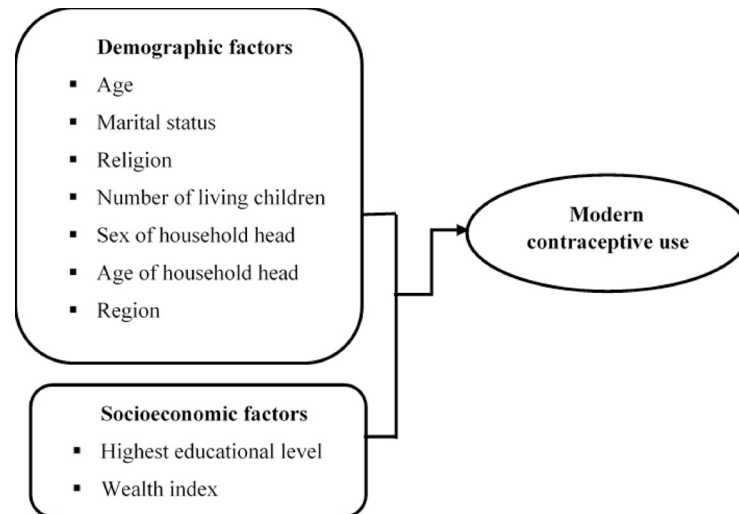 Demographic factors
▪ Age
▪ Marital status
▪ Religion
▪ Number of living children
▪ Sex of household head
▪ Age of household head
▪ Region
Modern
contraceptive use
Socioeconomic factors
▪ Highest educational level
▪ Wealth index